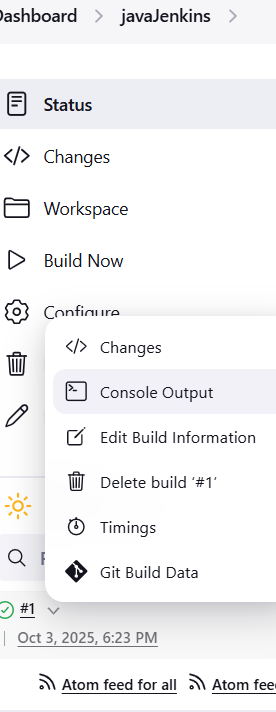 Dashboard > javaJenkins >
Status
Changes
Workspace
Build Now
Configure
Changes
Console Output
Edit Build Information
Delete build ‘#1’
Timings
Git Build Data
#1
Oct 3, 2025, 6:23 PM
Atom feed for all Atom fee